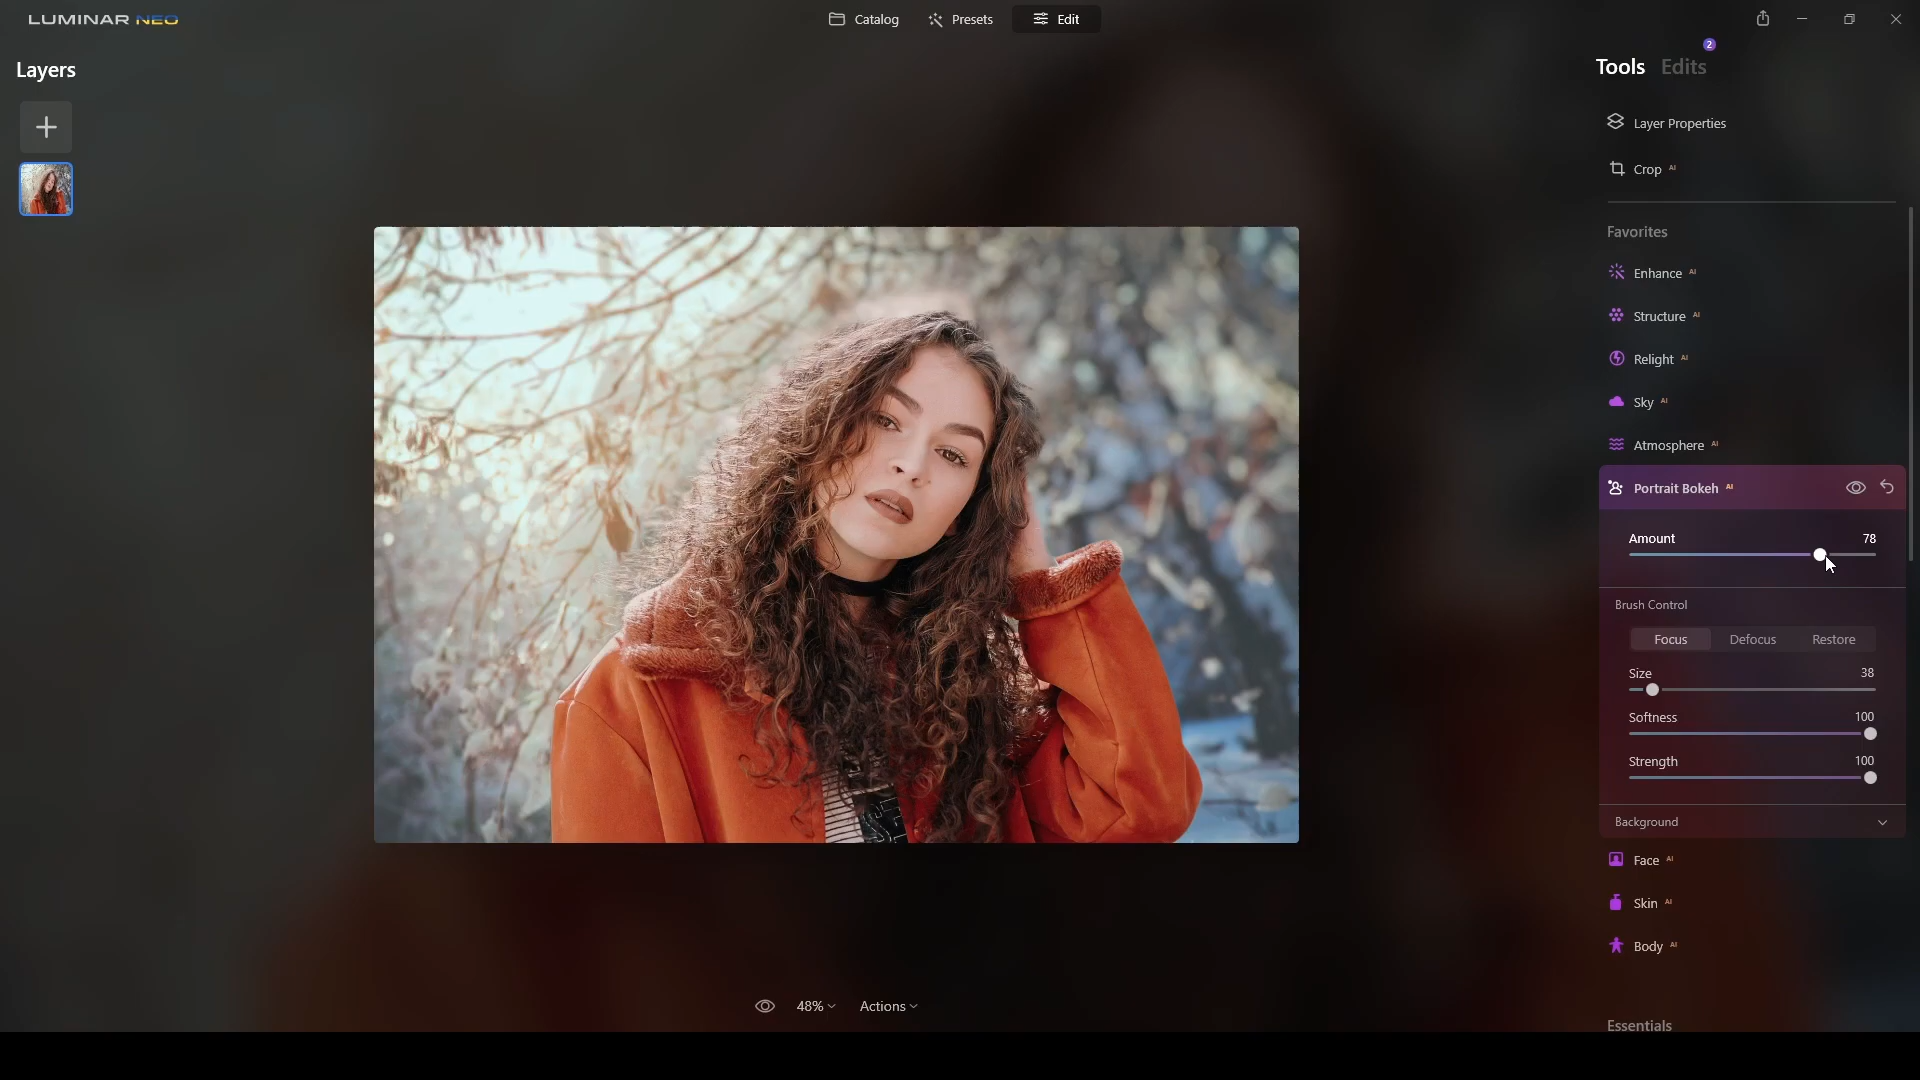 LUMINAR NEO
Catalog
Presets
Edit
Layers
2
Tools Edits
Layer Properties
Crop AI
Favorites
Enhance AI
Structure AI
Relight AI
Sky AI
Atmosphere AI
Portrait Bokeh AI
Amount 78
Brush Control
Focus Defocus Restore
Size 38
Softness 100
Strength 100
Background
Face AI
Skin AI
Body AI
48% Actions
Essentials